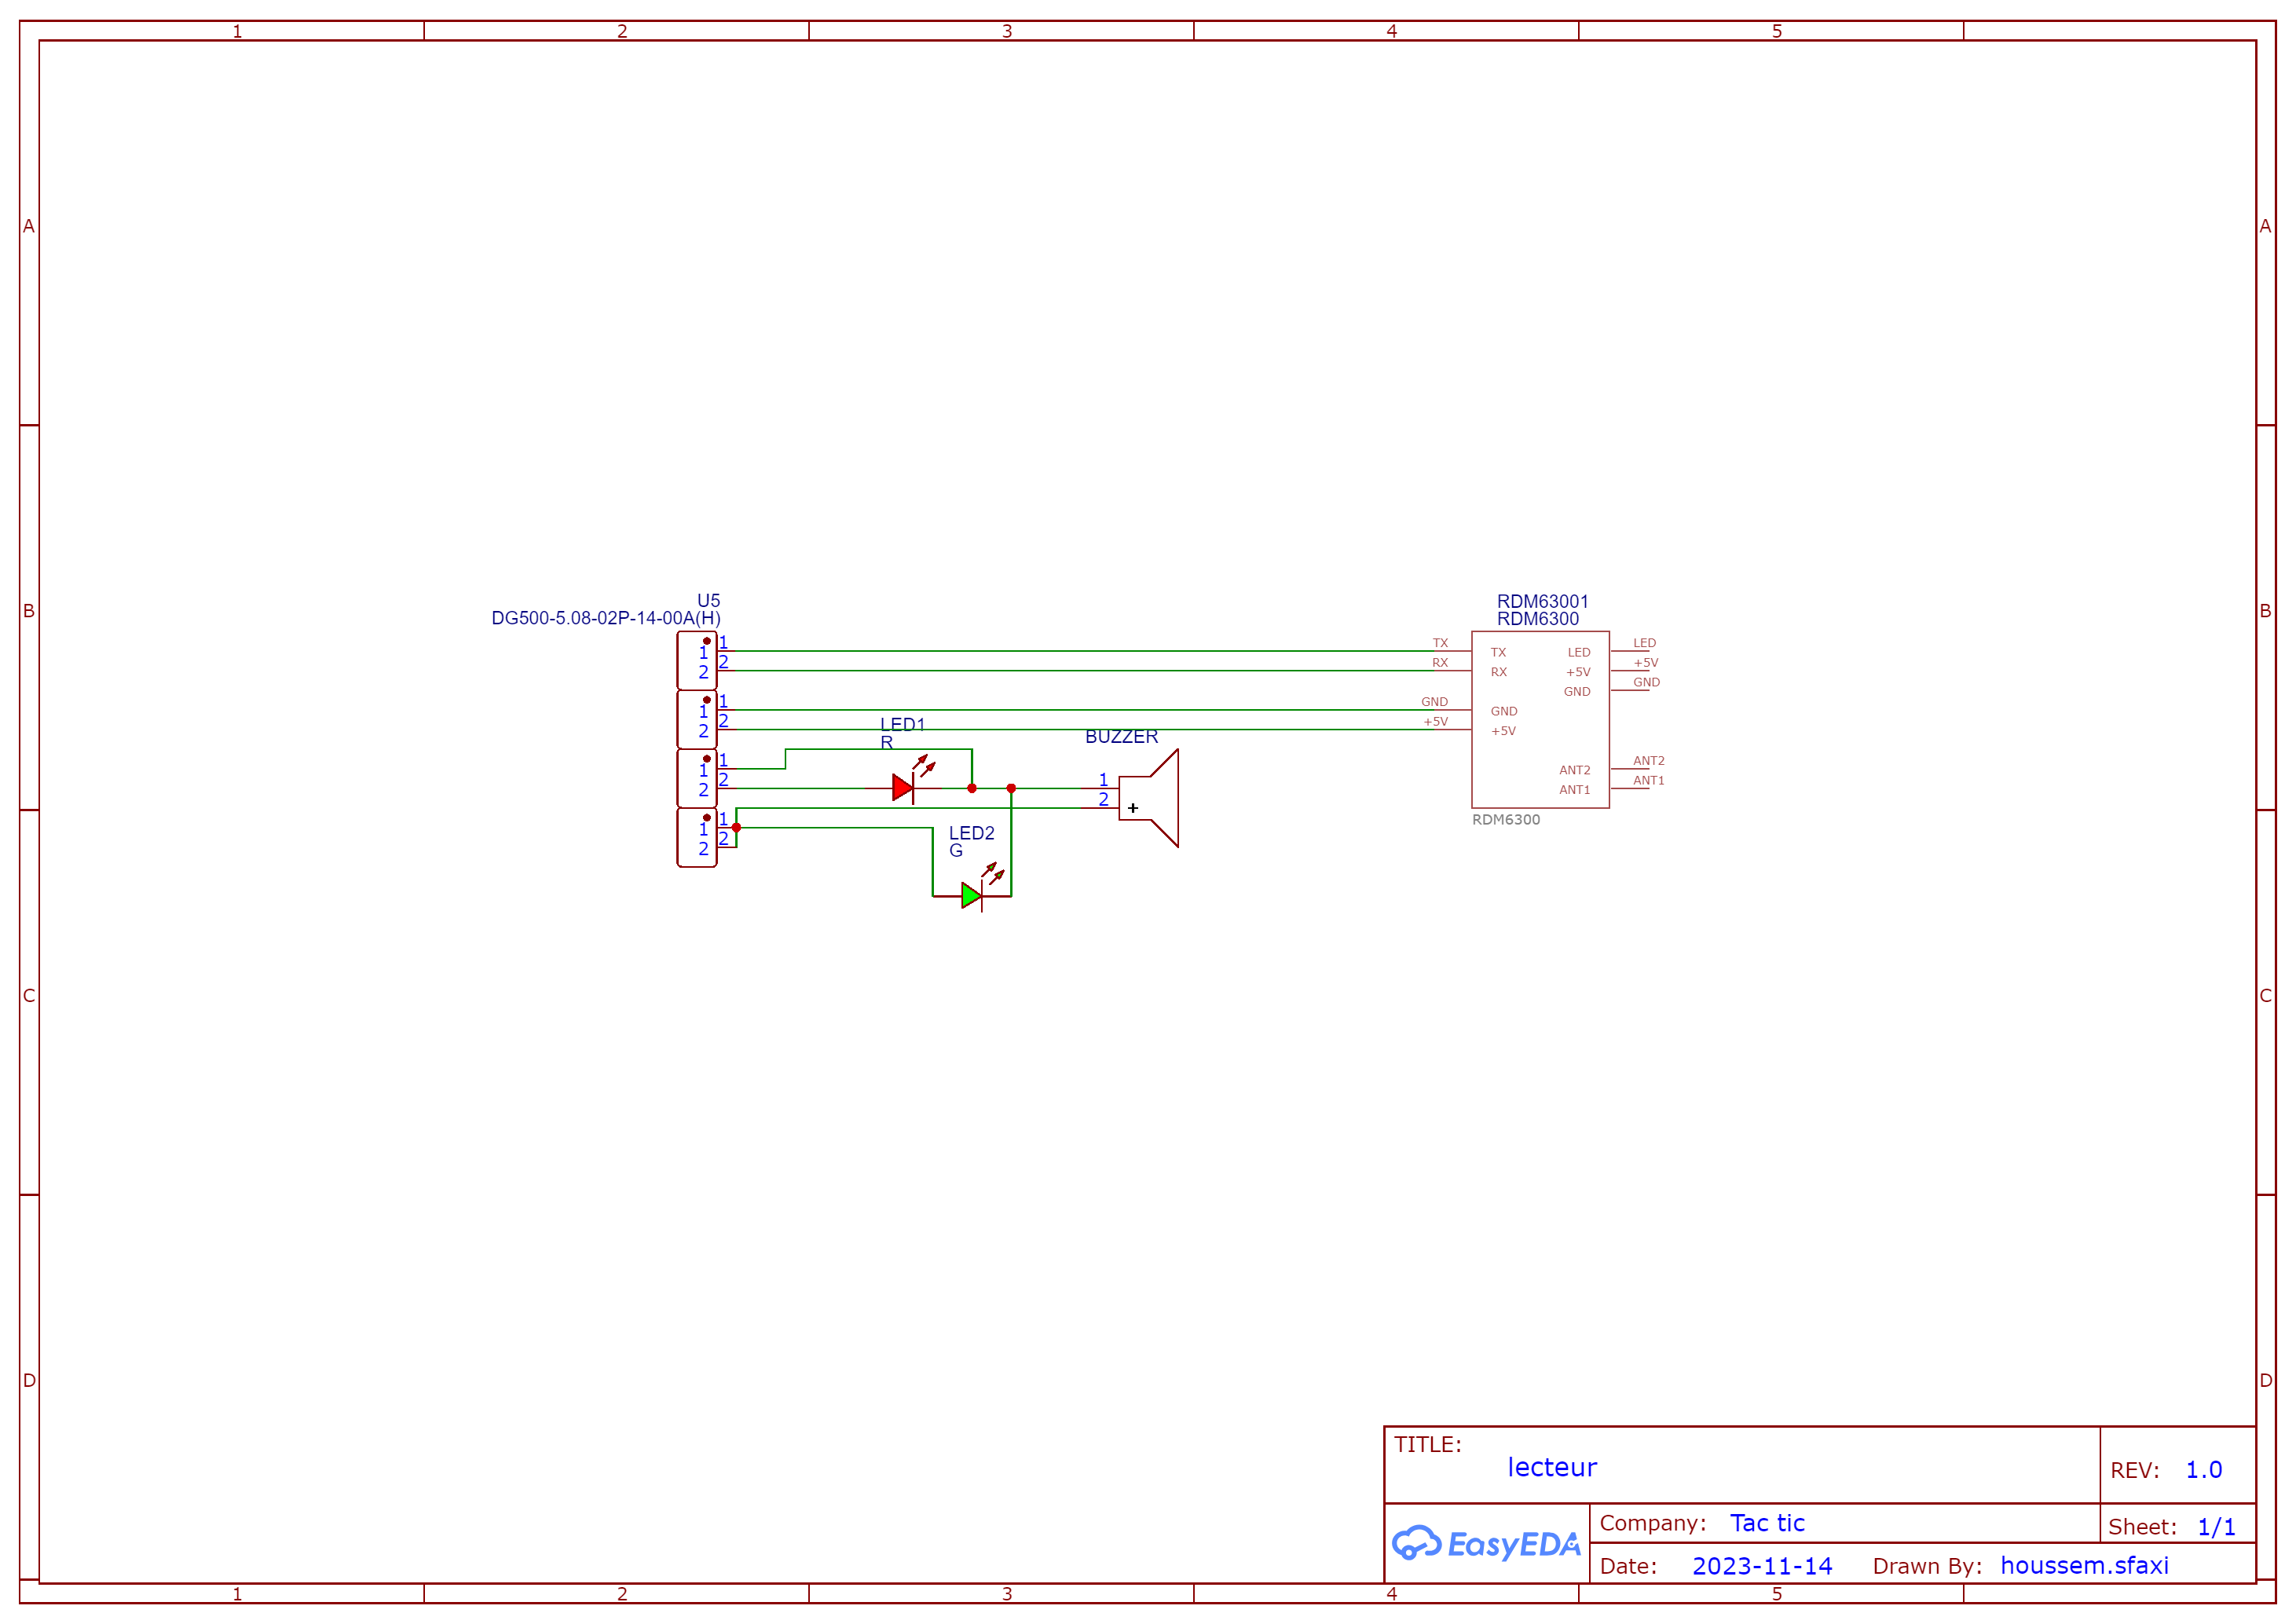 1 2 3 4 5
A A
B B
C C
D D
U5
DG500-5.08-02P-14-00A(H)
1 1
2 2
1 1
2 2
1 1
2 2
1 1
2 2
LED1
R
LED2
G
BUZZER
1
2
+
RDM63001
RDM6300
TX TX LED LED
RX RX +5V +5V
GND GND
GND GND
+5V +5V
ANT2 ANT2
ANT1 ANT1
RDM6300
TITLE:
lecteur
REV: 1.0
EasyEDA
Company: Tac tic
Sheet: 1/1
Date: 2023-11-14 Drawn By: houssem.sfaxi
1 2 3 4 5